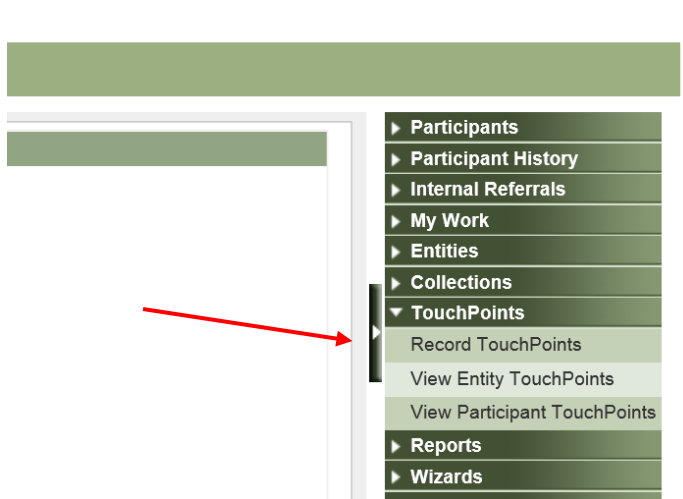 Participants
Participant History
Internal Referrals
My Work
Entities
Collections
TouchPoints
Record TouchPoints
View Entity TouchPoints
View Participant TouchPoints
Reports
Wizards